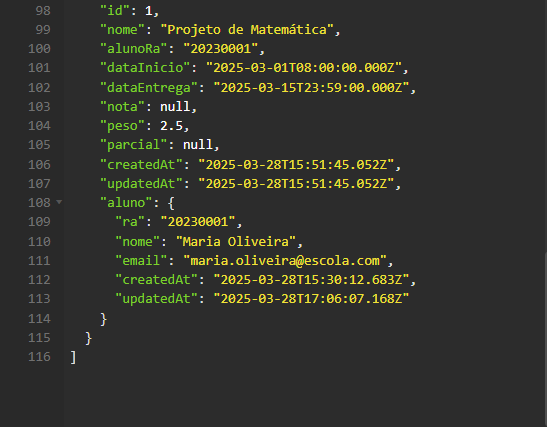 98 "id": 1,
99 "nome": "Projeto de Matemática",
100 "alunoRa": "20230001",
101 "dataInicio": "2025-03-01T08:00:00.000Z",
102 "dataEntrega": "2025-03-15T23:59:00.000Z",
103 "nota": null,
104 "peso": 2.5,
105 "parcial": null,
106 "createdAt": "2025-03-28T15:51:45.052Z",
107 "updatedAt": "2025-03-28T15:51:45.052Z",
108 "aluno": {
109 "ra": "20230001",
110 "nome": "Maria Oliveira",
111 "email": "maria.oliveira@escola.com",
112 "createdAt": "2025-03-28T15:30:12.683Z",
113 "updatedAt": "2025-03-28T17:06:07.168Z"
114 }
115 }
116 ]